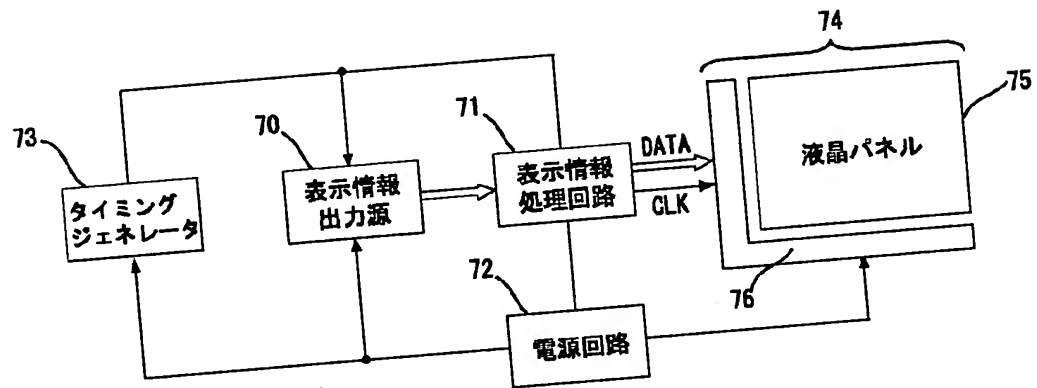 74
75
73
70
71
タイミング
ジェネレータ
表示情報
出力源
表示情報
処理回路
DATA
CLK
液晶パネル
76
72
電源回路